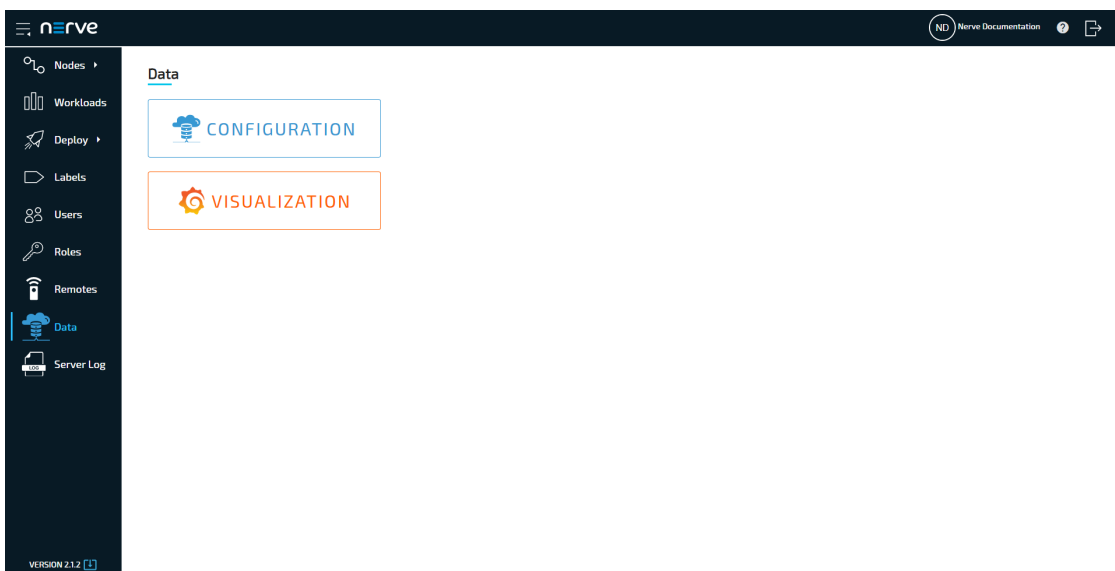 nerve
ND Nerve Documentation ?
Nodes
Data
Workloads
CONFIGURATION
Deploy
Labels
VISUALIZATION
Users
Roles
Remotes
Data
LOG Server Log
VERSION 2.1.2